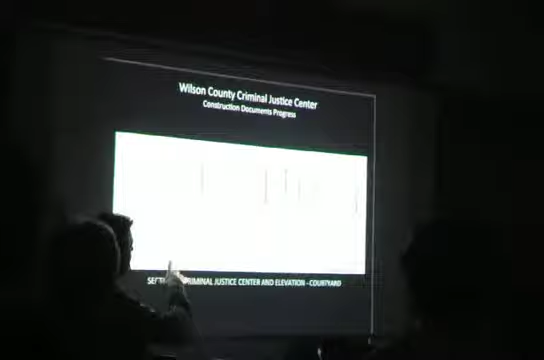 Wilson County Criminal Justice Center
Construction Documents Progress
CRIMINAL JUSTICE CENTER AND ELEVATION - COURTYARD